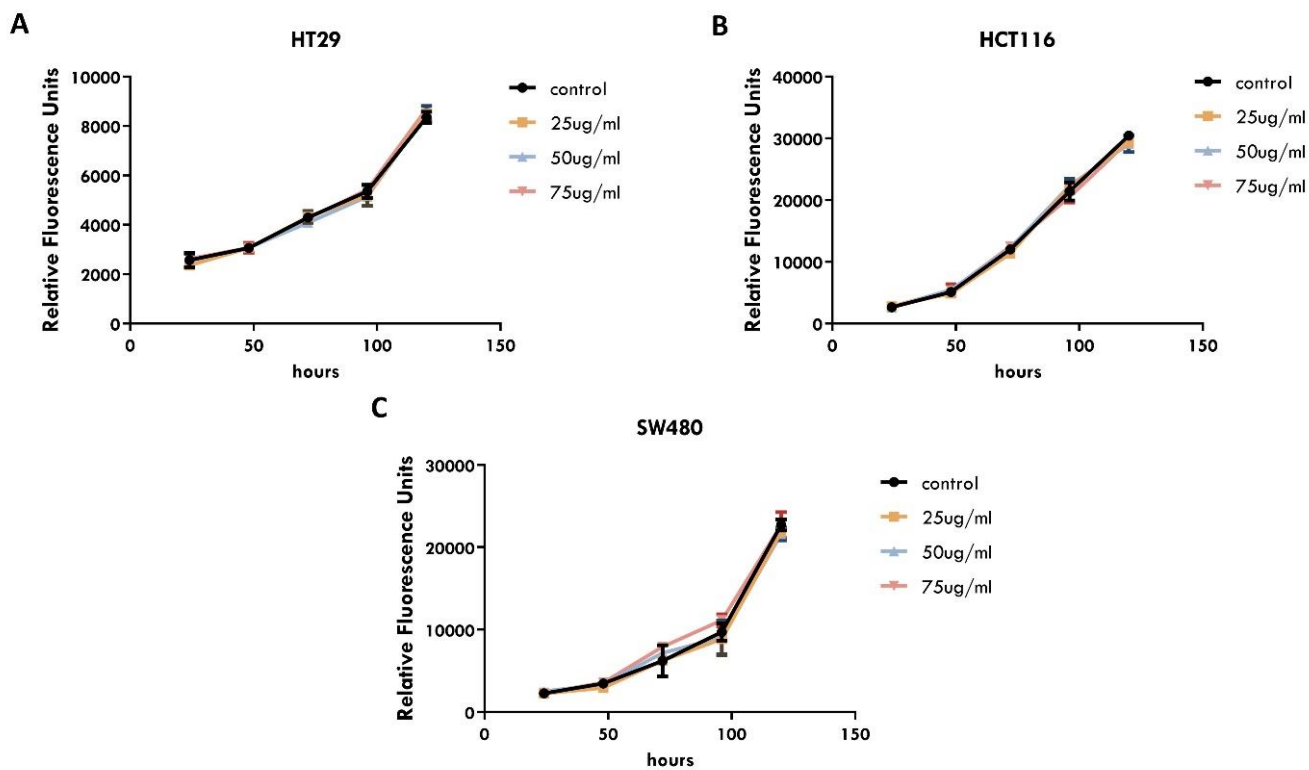 A
HT29
Relative Fluorescence Units
10000
8000
6000
4000
2000
0
0 50 100 150
hours
control
25ug/ml
50ug/ml
75ug/ml
B
HCT116
Relative Fluorescence Units
40000
30000
20000
10000
0
0 50 100 150
hours
control
25ug/ml
50ug/ml
75ug/ml
C
SW480
Relative Fluorescence Units
30000
20000
10000
0
0 50 100 150
hours
control
25ug/ml
50ug/ml
75ug/ml